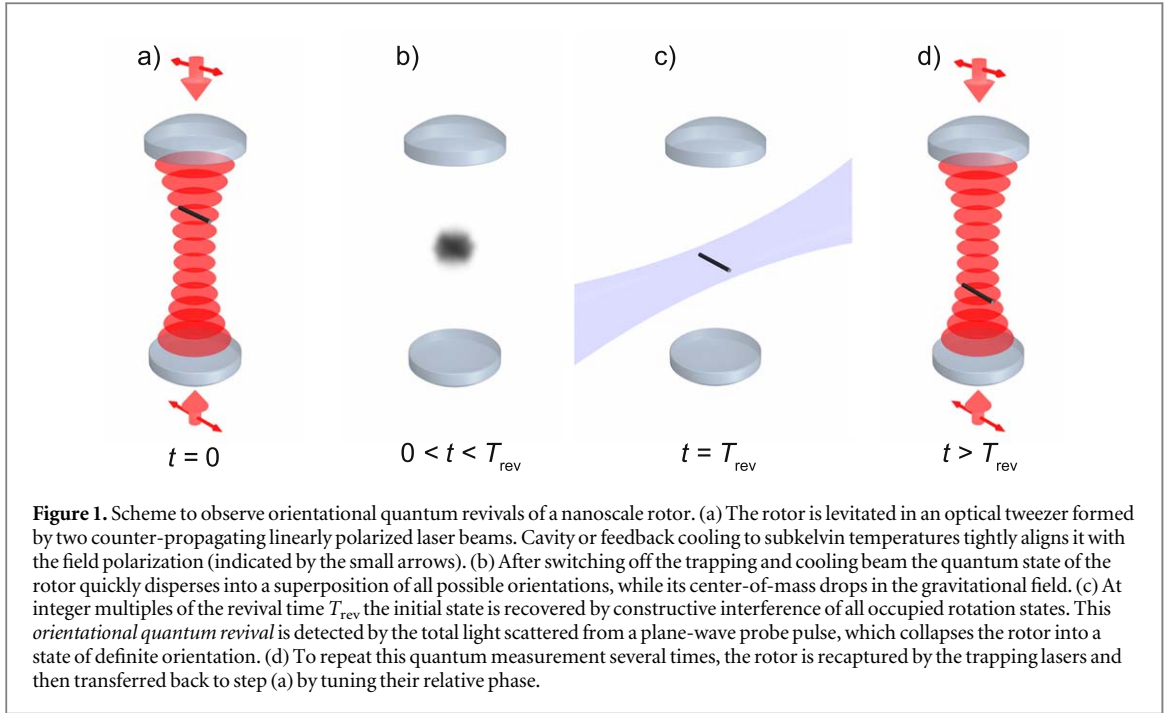 a)
b)
c)
d)
t = 0
0 < t < Trev
t = Trev
t > Trev
Figure 1. Scheme to observe orientational quantum revivals of a nanoscale rotor. (a) The rotor is levitated in an optical tweezer formed
by two counter-propagating linearly polarized laser beams. Cavity or feedback cooling to subkelvin temperatures tightly aligns it with
the field polarization (indicated by the small arrows). (b) After switching off the trapping and cooling beam the quantum state of the
rotor quickly disperses into a superposition of all possible orientations, while its center-of-mass drops in the gravitational field. (c) At
integer multiples of the revival time Trev the initial state is recovered by constructive interference of all occupied rotation states. This
orientational quantum revival is detected by the total light scattered from a plane-wave probe pulse, which collapses the rotor into a
state of definite orientation. (d) To repeat this quantum measurement several times, the rotor is recaptured by the trapping lasers and
then transferred back to step (a) by tuning their relative phase.